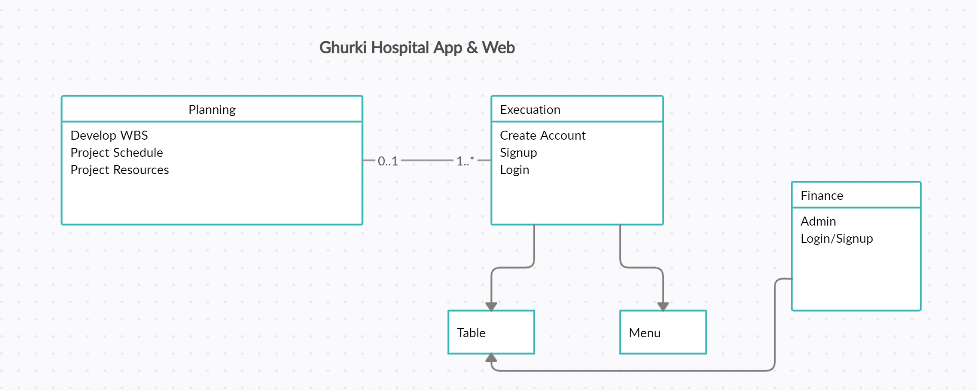 Ghurki Hospital App & Web
Planning
Develop WBS
Project Schedule
Project Resources
0..1
1..*
Execuation
Create Account
Signup
Login
Finance
Admin
Login/Signup
Table
Menu